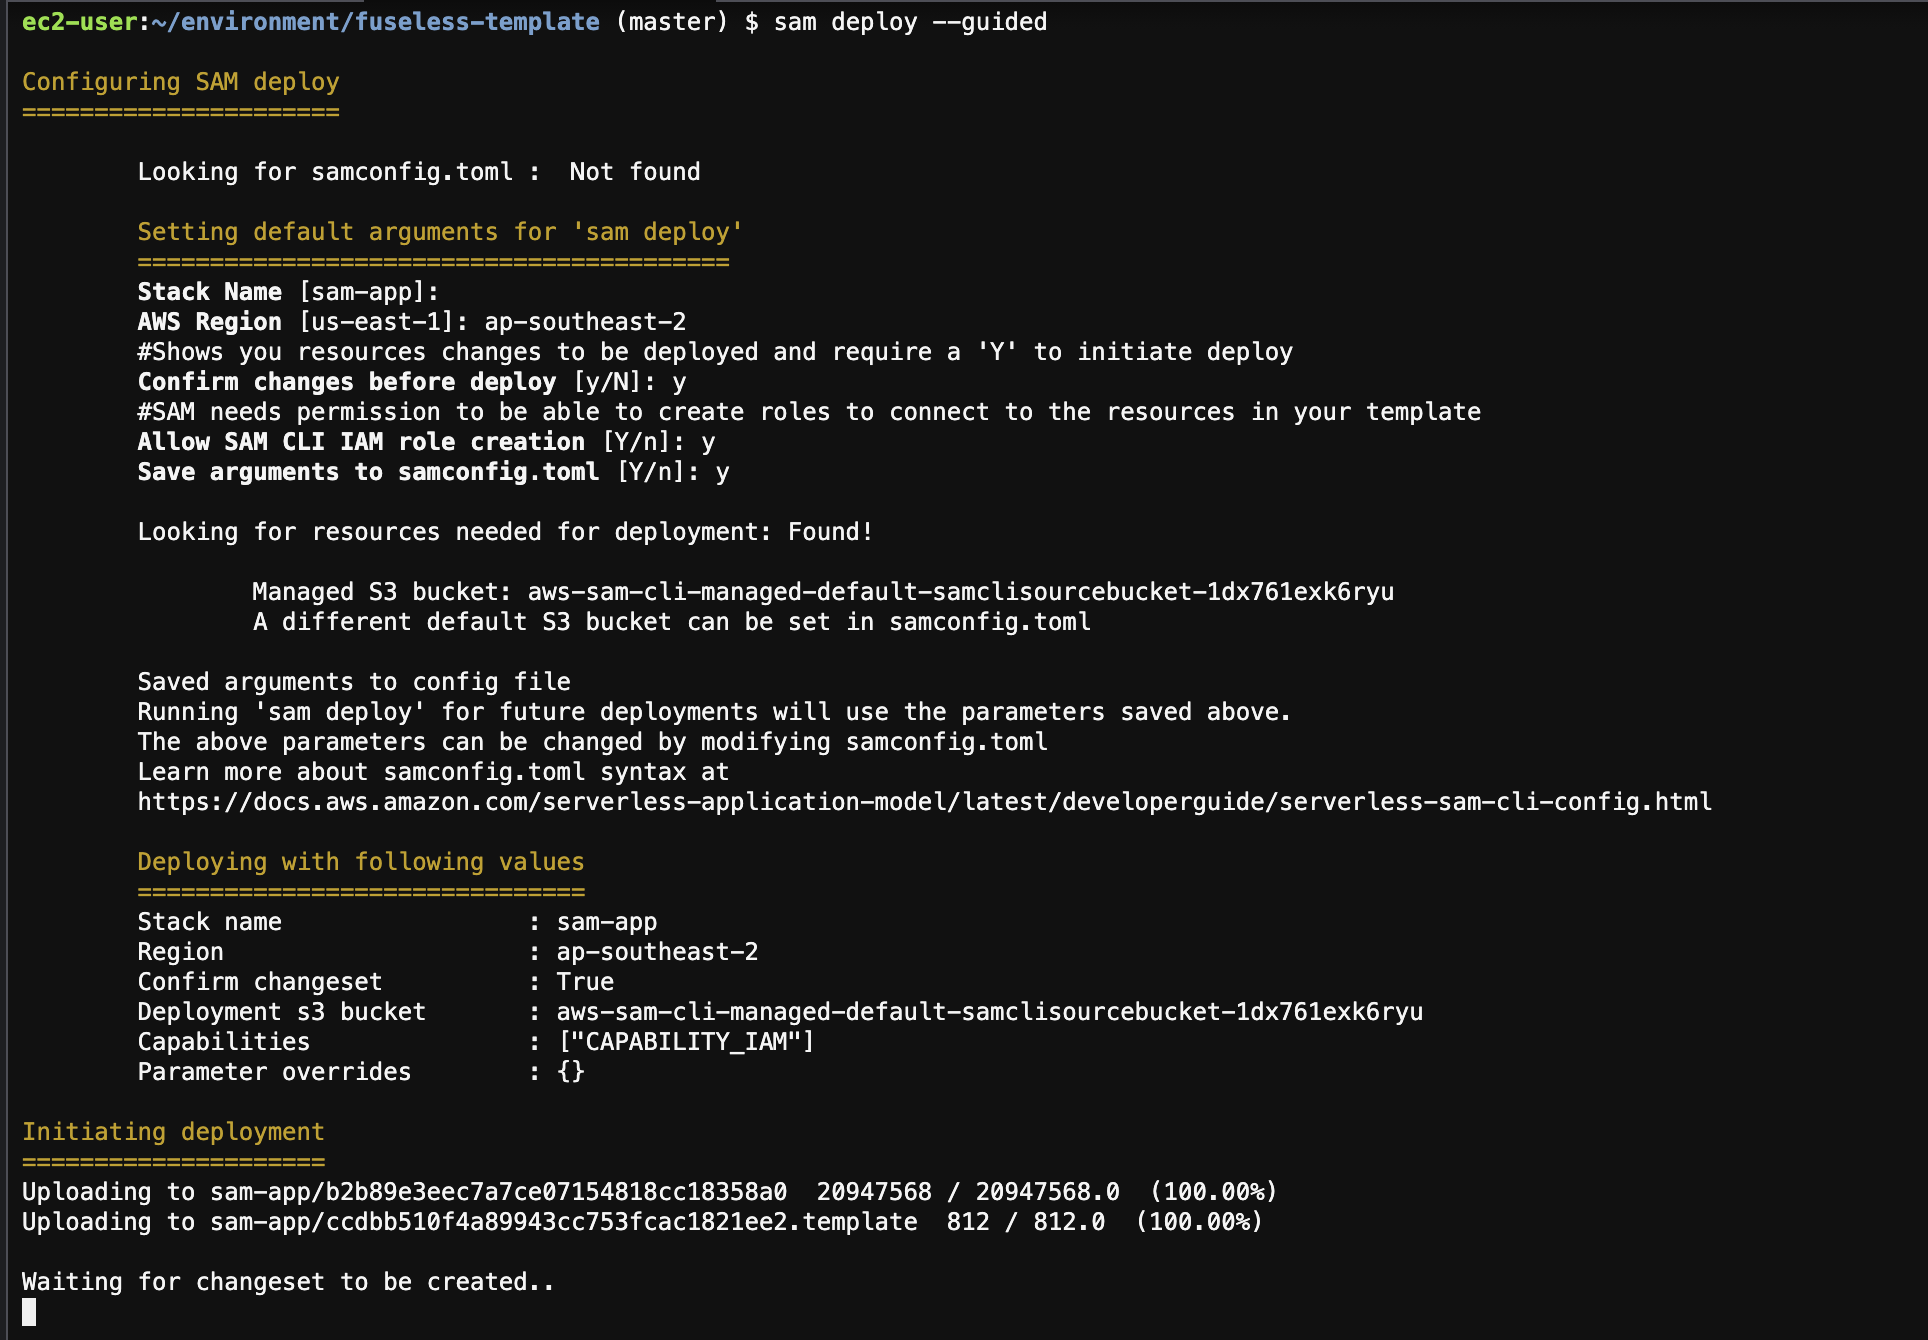 ec2-user:~/environment/fuseless-template (master) $ sam deploy --guided
Configuring SAM deploy
======================
Looking for samconfig.toml :  Not found
Setting default arguments for 'sam deploy'
=========================================
Stack Name [sam-app]:
AWS Region [us-east-1]: ap-southeast-2
#Shows you resources changes to be deployed and require a 'Y' to initiate deploy
Confirm changes before deploy [y/N]: y
#SAM needs permission to be able to create roles to connect to the resources in your template
Allow SAM CLI IAM role creation [Y/n]: y
Save arguments to samconfig.toml [Y/n]: y
Looking for resources needed for deployment: Found!
Managed S3 bucket: aws-sam-cli-managed-default-samclisourcebucket-1dx761exk6ryu
A different default S3 bucket can be set in samconfig.toml
Saved arguments to config file
Running 'sam deploy' for future deployments will use the parameters saved above.
The above parameters can be changed by modifying samconfig.toml
Learn more about samconfig.toml syntax at
https://docs.aws.amazon.com/serverless-application-model/latest/developerguide/serverless-sam-cli-config.html
Deploying with following values
===============================
Stack name                 : sam-app
Region                     : ap-southeast-2
Confirm changeset          : True
Deployment s3 bucket       : aws-sam-cli-managed-default-samclisourcebucket-1dx761exk6ryu
Capabilities               : ["CAPABILITY_IAM"]
Parameter overrides        : {}
Initiating deployment
=====================
Uploading to sam-app/b2b89e3eec7a7ce07154818cc18358a0  20947568 / 20947568.0  (100.00%)
Uploading to sam-app/ccdbb510f4a89943cc753fcac1821ee2.template  812 / 812.0  (100.00%)
Waiting for changeset to be created..